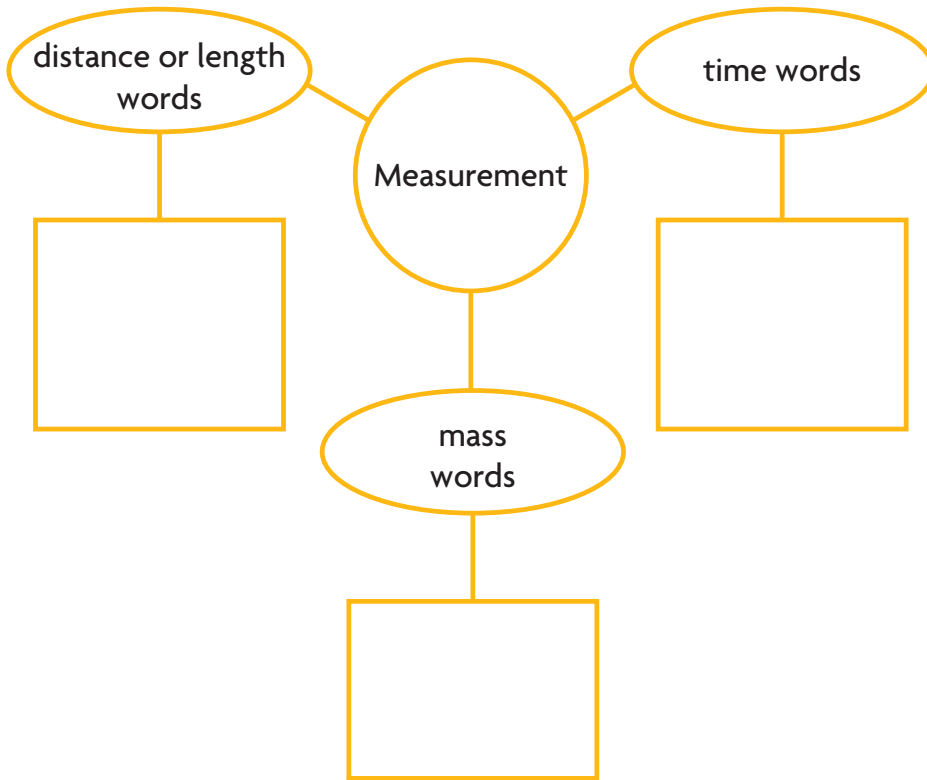 distance or length
words
Measurement
time words
mass
words